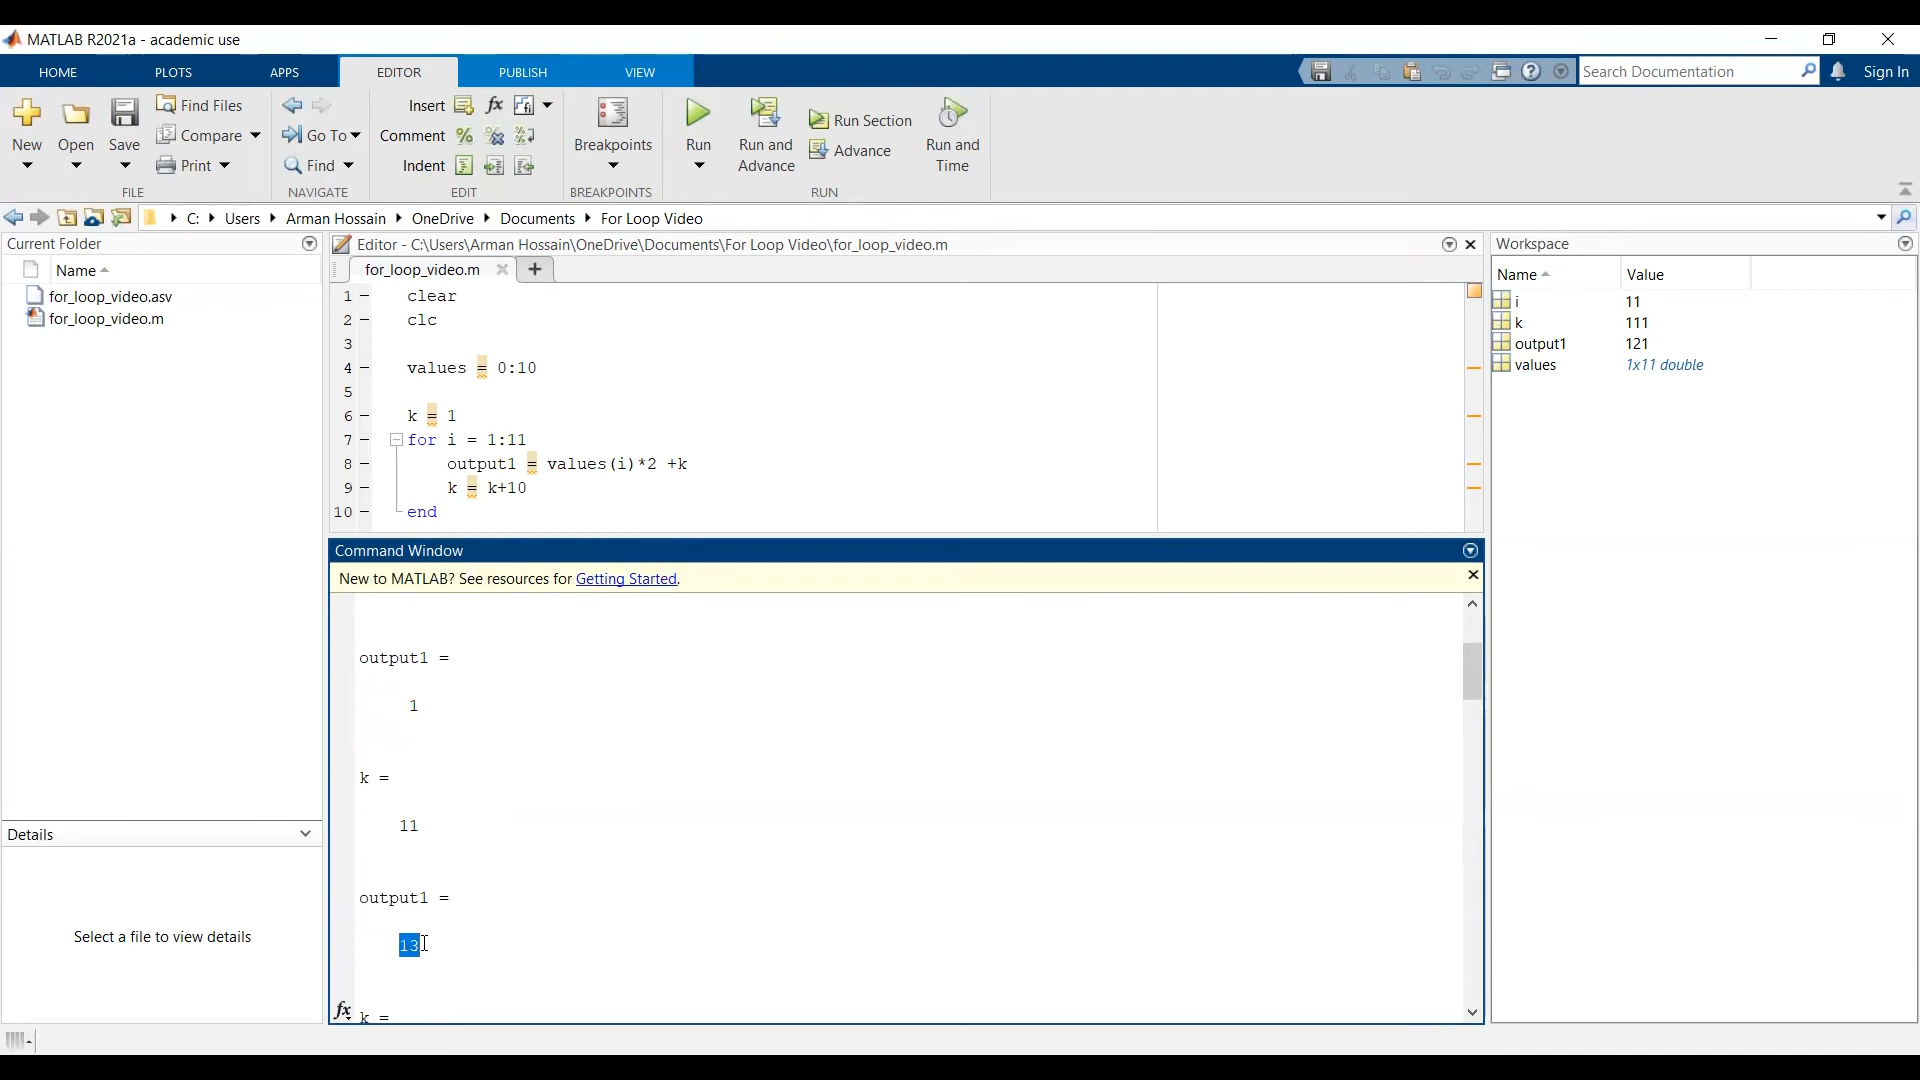 MATLAB R2021a - academic use
HOME PLOTS APPS EDITOR PUBLISH VIEW
Search Documentation
Sign In
New
Open
Save
Find Files
Compare
Print
FILE
Go To
Find
NAVIGATE
Insert
Comment
Indent
EDIT
Breakpoints
BREAKPOINTS
Run
Run and
Advance
Run Section
Advance
Run and
Time
RUN
C: Users Arman Hossain OneDrive Documents For Loop Video
Current Folder
Name
for_loop_video.asv
for_loop_video.m
Details
Select a file to view details
Editor - C:\Users\Arman Hossain\OneDrive\Documents\For Loop Video\for_loop_video.m
for_loop_video.m
1 clear
2 clc
3
4 values = 0:10
5
6 k = 1
7 for i = 1:11
8 output1 = values(i)*2 +k
9 k = k+10
10 end
Command Window
New to MATLAB? See resources for Getting Started.
output1 =
1
k =
11
output1 =
13
fx k =
Workspace
Name Value
i 11
k 111
output1 121
values 1x11 double